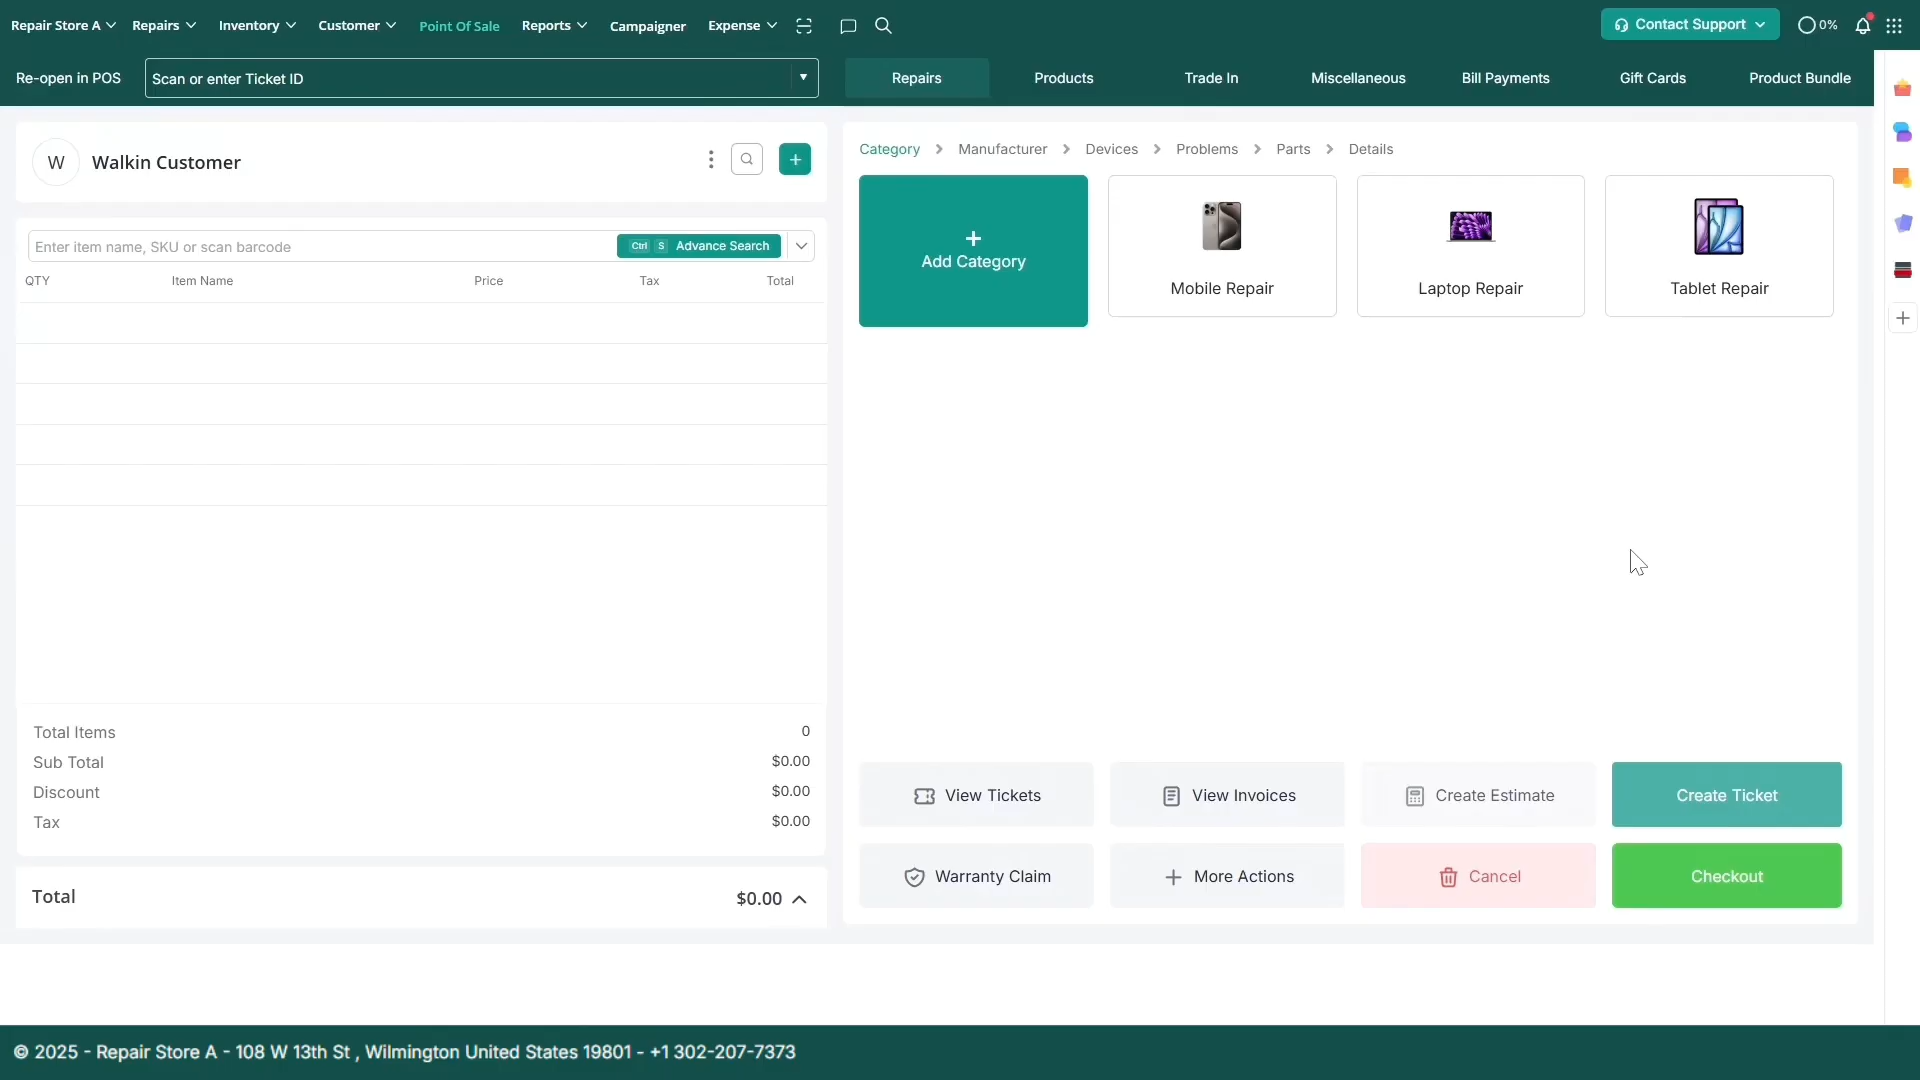 Repair Store A Repairs Inventory Customer Point Of Sale Reports Campaigner Expense Contact Support 0%
Re-open in POS Scan or enter Ticket ID Repairs Products Trade In Miscellaneous Bill Payments Gift Cards Product Bundle
W Walkin Customer
Category Manufacturer Devices Problems Parts Details
Enter item name, SKU or scan barcode Ctrl S Advance Search
QTY Item Name Price Tax Total
Add Category
Mobile Repair
Laptop Repair
Tablet Repair
Total Items 0
Sub Total $0.00
Discount $0.00
Tax $0.00
Total $0.00
View Tickets View Invoices Create Estimate Create Ticket
Warranty Claim More Actions Cancel Checkout
© 2025 - Repair Store A - 108 W 13th St , Wilmington United States 19801 - +1 302-207-7373